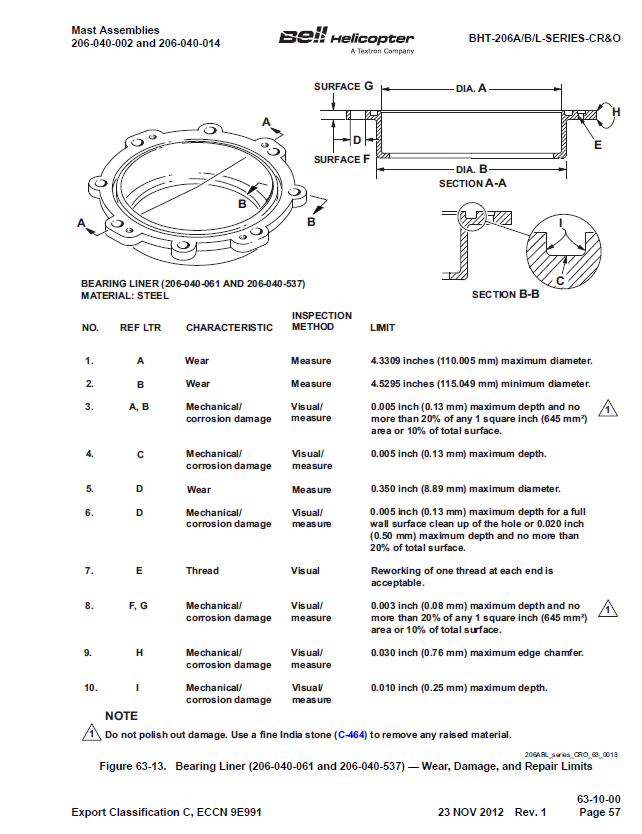 Mast Assemblies
206-040-002 and 206-040-014
Bell Helicopter
A Textron Company
BHT-206A/B/L-SERIES-CR&O
SURFACE G
DIA. A
H
A
D
E
SURFACE F
DIA. B
SECTION A-A
B
B
A
I
C
SECTION B-B
BEARING LINER (206-040-061 AND 206-040-537)
MATERIAL: STEEL
NO. REF LTR CHARACTERISTIC INSPECTION METHOD LIMIT
1. A Wear Measure 4.3309 inches (110.005 mm) maximum diameter.
2. B Wear Measure 4.5295 inches (115.049 mm) minimum diameter.
3. A, B Mechanical/ Visual/ 0.005 inch (0.13 mm) maximum depth and no 1
corrosion damage measure more than 20% of any 1 square inch (645 mm²)
area or 10% of total surface.
4. C Mechanical/ Visual/ 0.005 inch (0.13 mm) maximum depth.
corrosion damage measure
5. D Wear Measure 0.350 inch (8.89 mm) maximum diameter.
6. D Mechanical/ Visual/ 0.005 inch (0.13 mm) maximum depth for a full
corrosion damage measure wall surface clean up of the hole or 0.020 inch
(0.50 mm) maximum depth and no more than
20% of total surface.
7. E Thread Visual Reworking of one thread at each end is
acceptable.
8. F, G Mechanical/ Visual/ 0.003 inch (0.08 mm) maximum depth and no 1
corrosion damage measure more than 20% of any 1 square inch (645 mm²)
area or 10% of total surface.
9. H Mechanical/ Visual/ 0.030 inch (0.76 mm) maximum edge chamfer.
corrosion damage measure
10. I Mechanical/ Visual/ 0.010 inch (0.25 mm) maximum depth.
corrosion damage measure
NOTE
1 Do not polish out damage. Use a fine India stone (C-464) to remove any raised material.
206ABL_series_CRO_63_0013
Figure 63-13. Bearing Liner (206-040-061 and 206-040-537) — Wear, Damage, and Repair Limits
63-10-00
Export Classification C, ECCN 9E991 23 NOV 2012 Rev. 1 Page 57